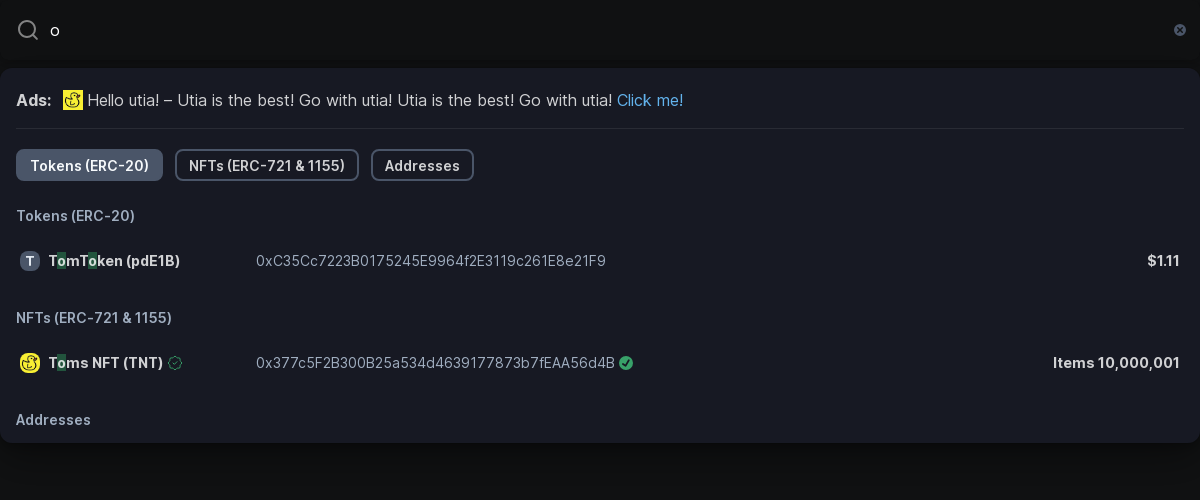 o
Ads: Hello utia! – Utia is the best! Go with utia! Utia is the best! Go with utia! Click me!
Tokens (ERC-20) NFTs (ERC-721 & 1155) Addresses
Tokens (ERC-20)
T TomToken (pdE1B) 0xC35Cc7223B0175245E9964f2E3119c261E8e21F9 $1.11
NFTs (ERC-721 & 1155)
Toms NFT (TNT) 0x377c5F2B300B25a534d4639177873b7fEAA56d4B Items 10,000,001
Addresses